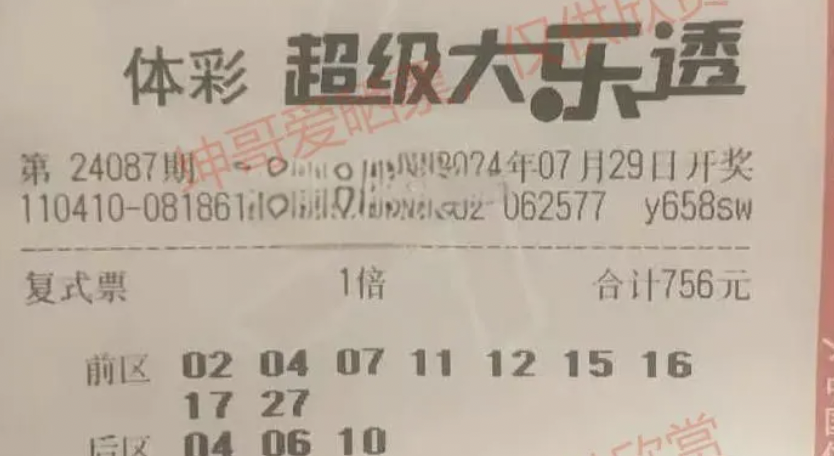 体彩 超级大乐透
第 24087期 2024年07月29日开奖
110410-081861 062577 y658sw
复式票 1倍 合计756元
前区 02 04 07 11 12 15 16
17 27
后区 04 06 10
坤哥爱晒票，仅供欣赏
欣赏